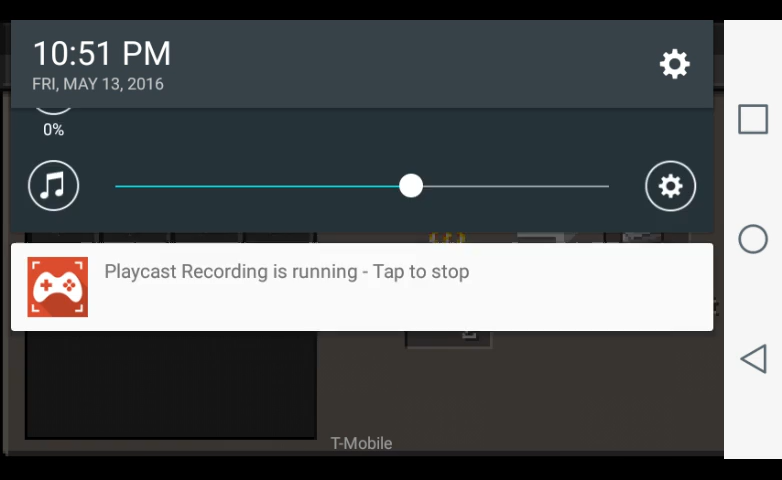 10:51 PM
FRI, MAY 13, 2016
0%
Playcast Recording is running - Tap to stop
T-Mobile